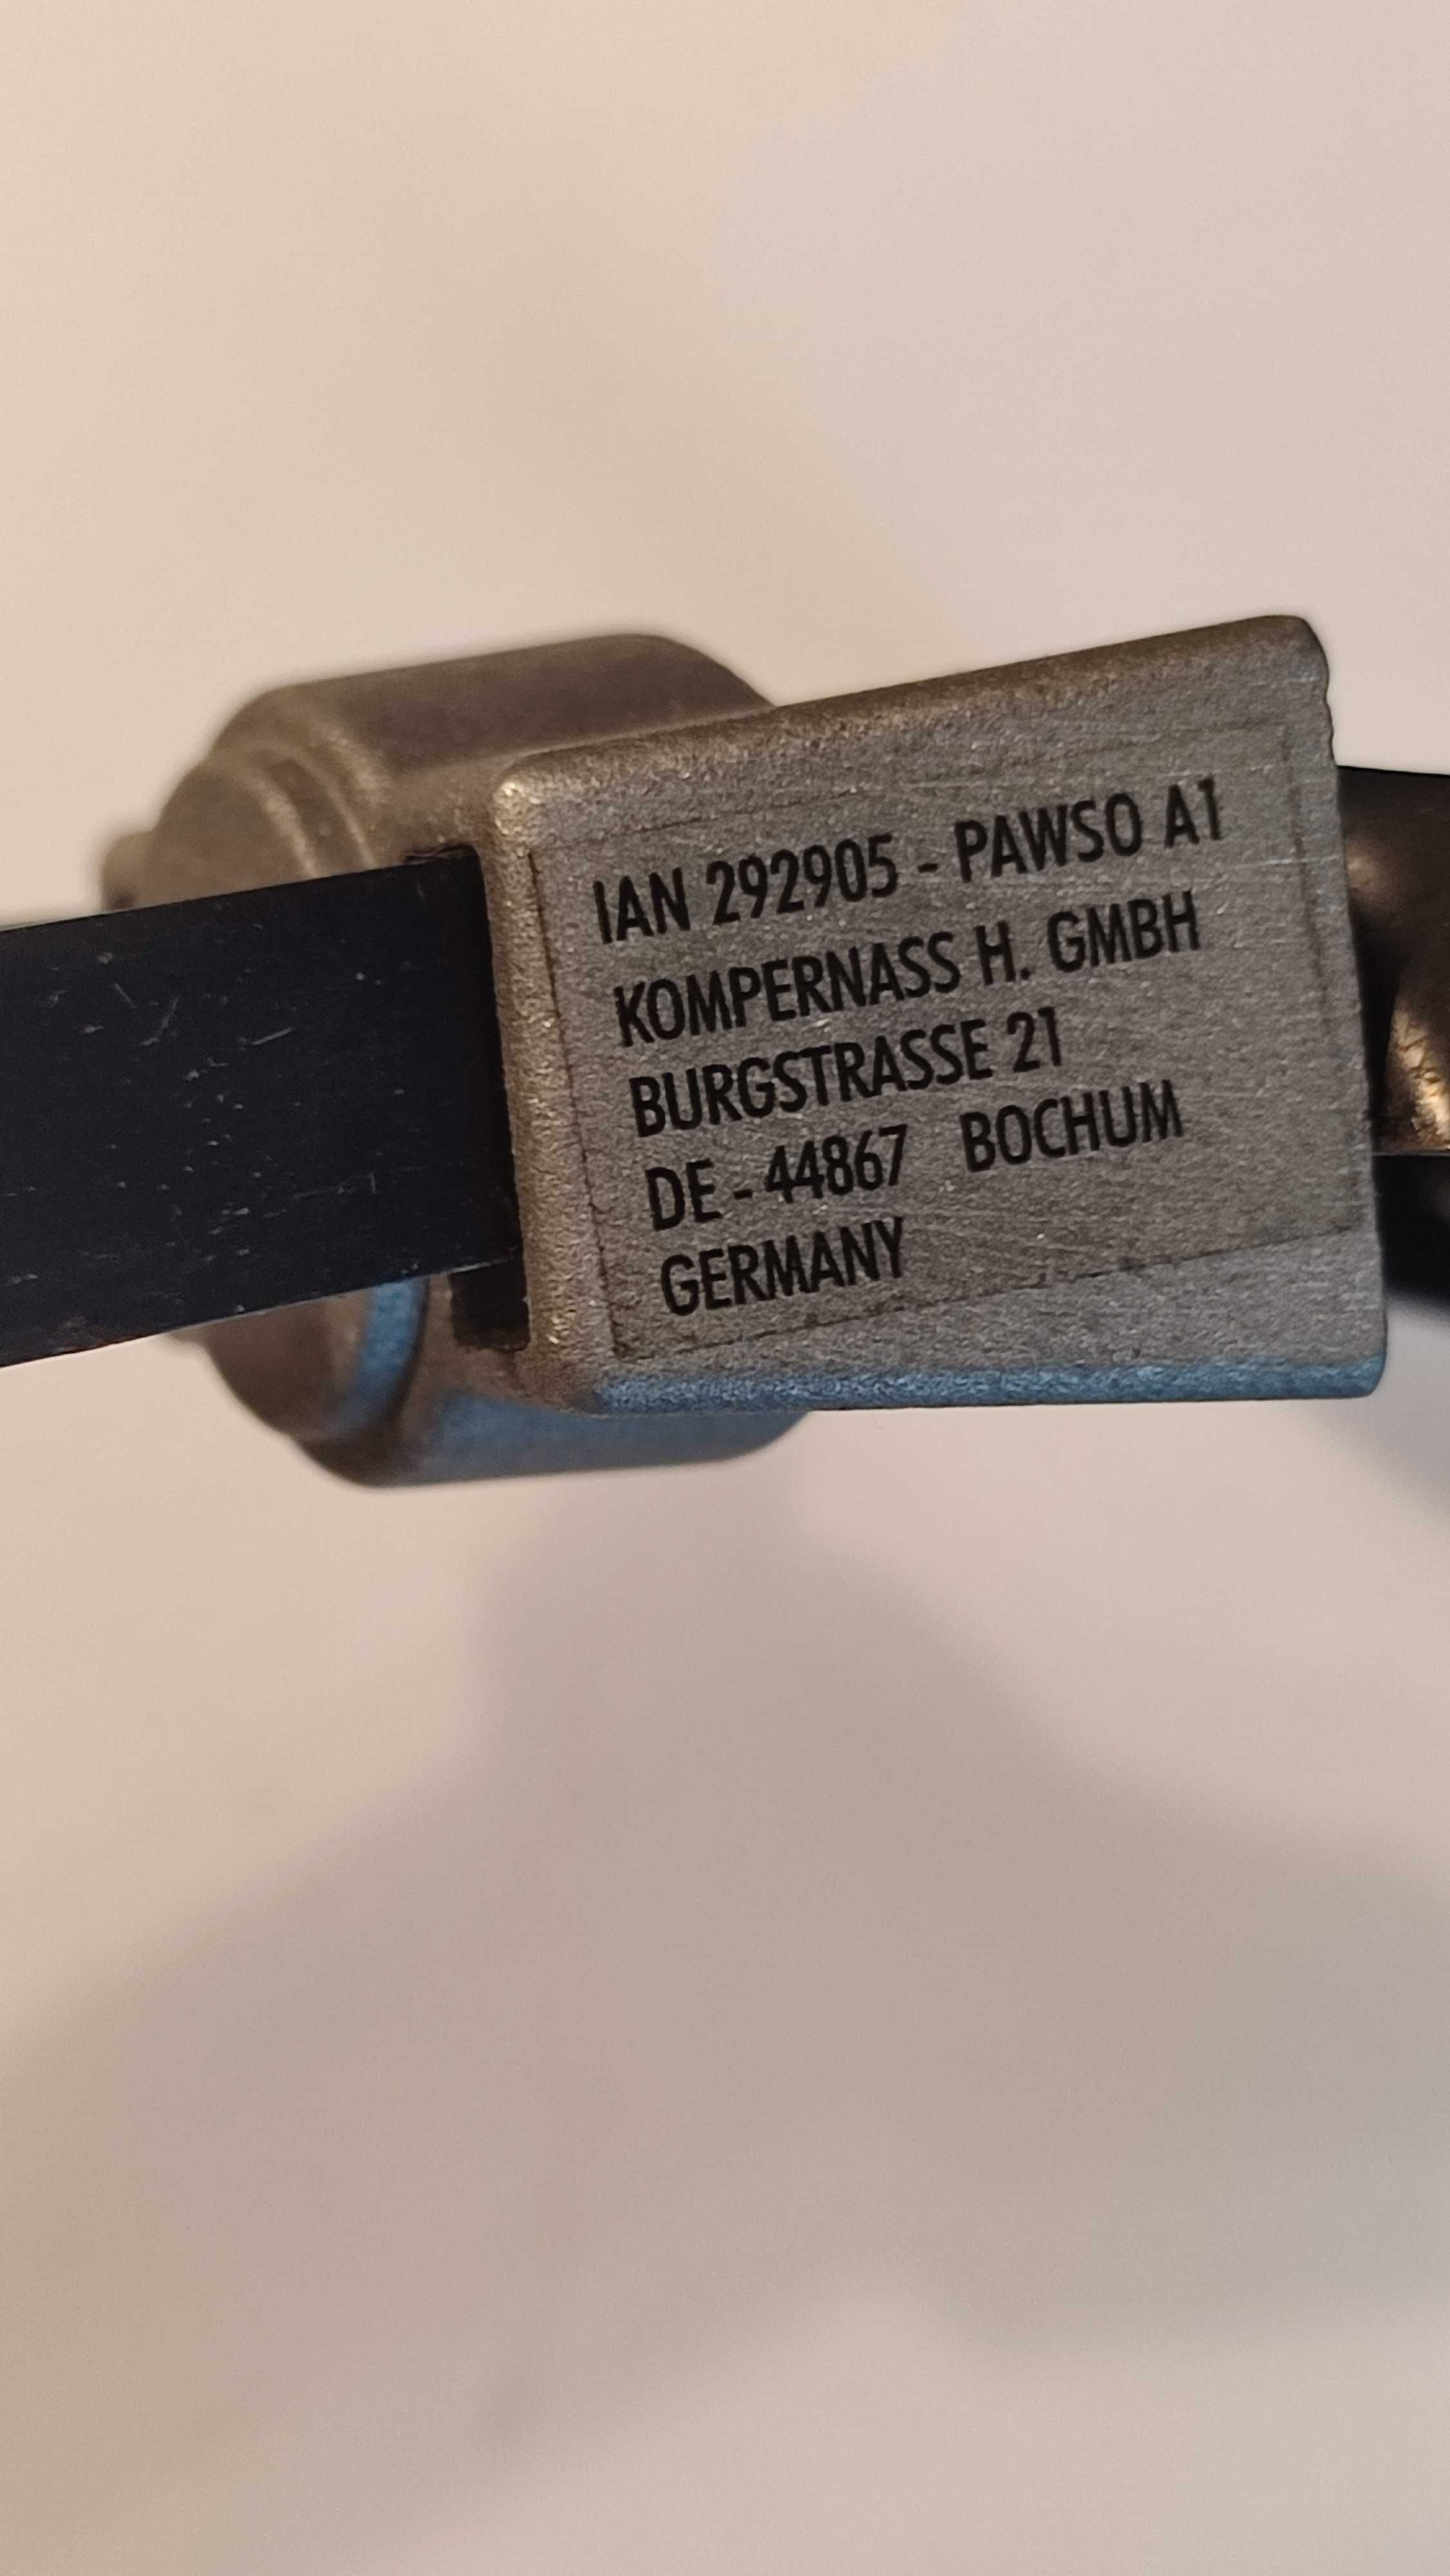 IAN 292905 - PAWSO A1
KOMPERNASS H. GMBH
BURGSTRASSE 21
DE - 44867 BOCHUM
GERMANY